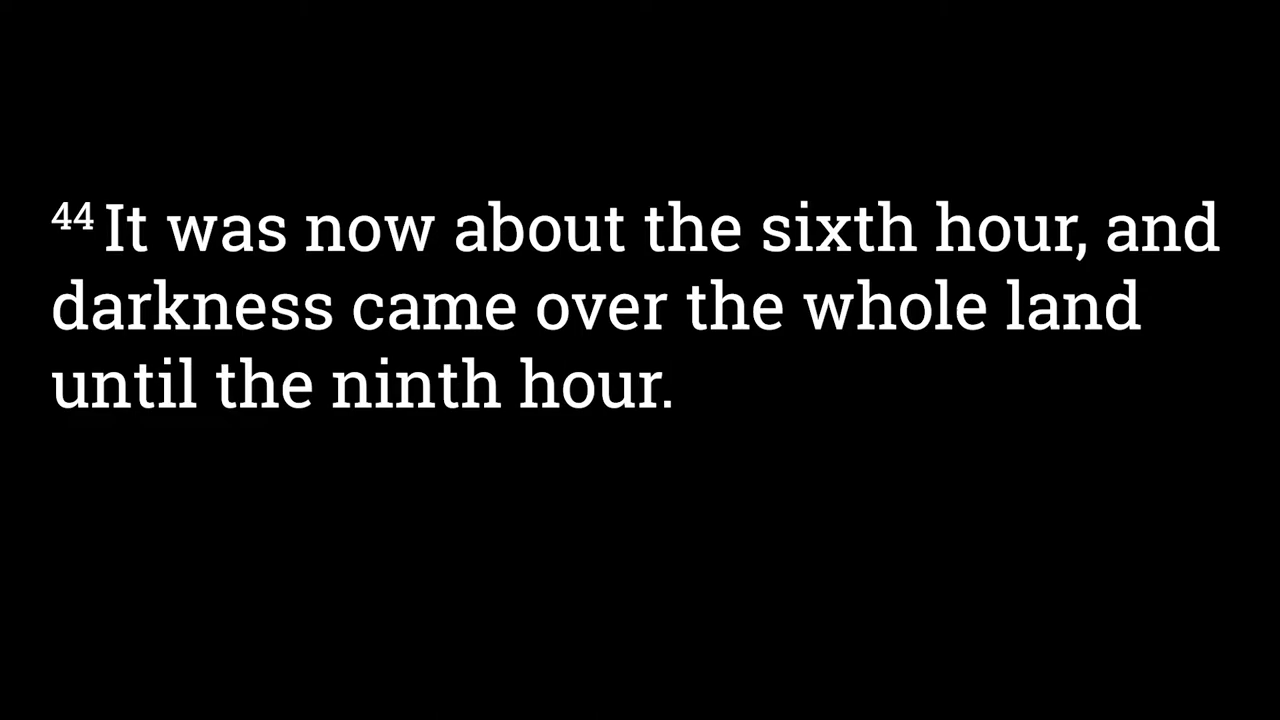 44 It was now about the sixth hour, and
darkness came over the whole land
until the ninth hour.